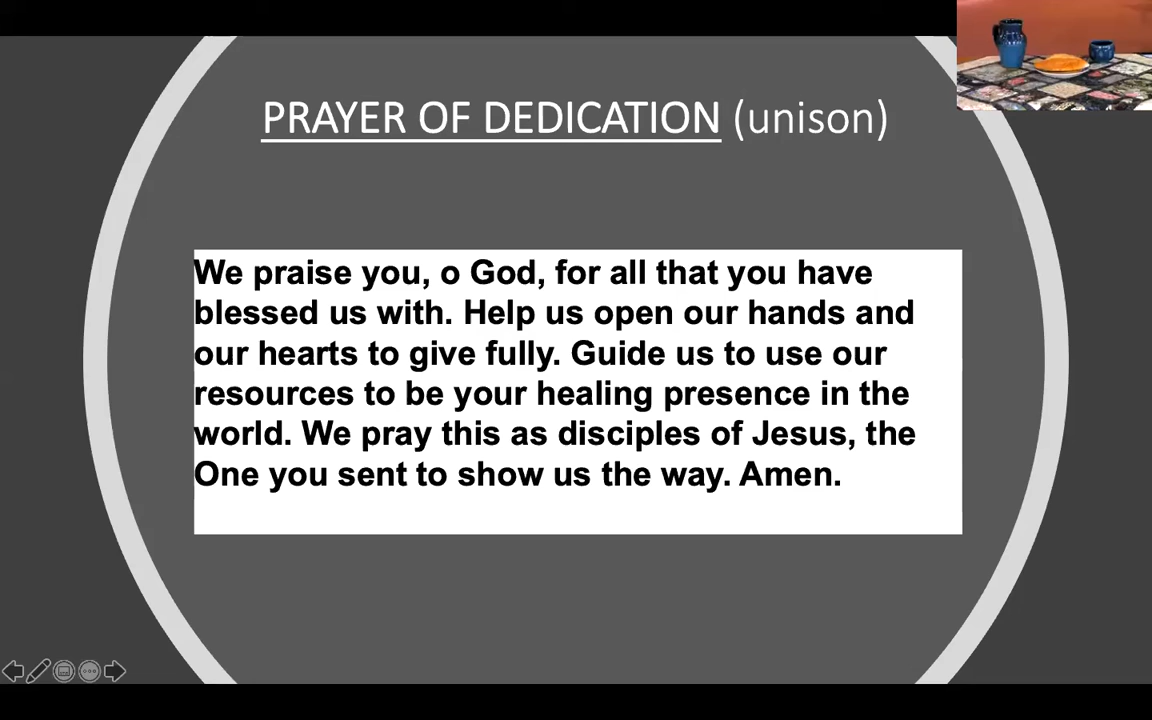 PRAYER OF DEDICATION (unison)
We praise you, o God, for all that you have
blessed us with. Help us open our hands and
our hearts to give fully. Guide us to use our
resources to be your healing presence in the
world. We pray this as disciples of Jesus, the
One you sent to show us the way. Amen.